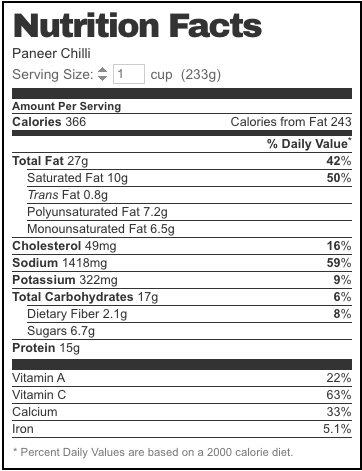 Nutrition Facts
Paneer Chilli
Serving Size: 1 cup (233g)
Amount Per Serving
Calories 366 Calories from Fat 243
% Daily Value*
Total Fat 27g 42%
Saturated Fat 10g 50%
Trans Fat 0.8g
Polyunsaturated Fat 7.2g
Monounsaturated Fat 6.5g
Cholesterol 49mg 16%
Sodium 1418mg 59%
Potassium 322mg 9%
Total Carbohydrates 17g 6%
Dietary Fiber 2.1g 8%
Sugars 6.7g
Protein 15g
Vitamin A 22%
Vitamin C 63%
Calcium 33%
Iron 5.1%
* Percent Daily Values are based on a 2000 calorie diet.